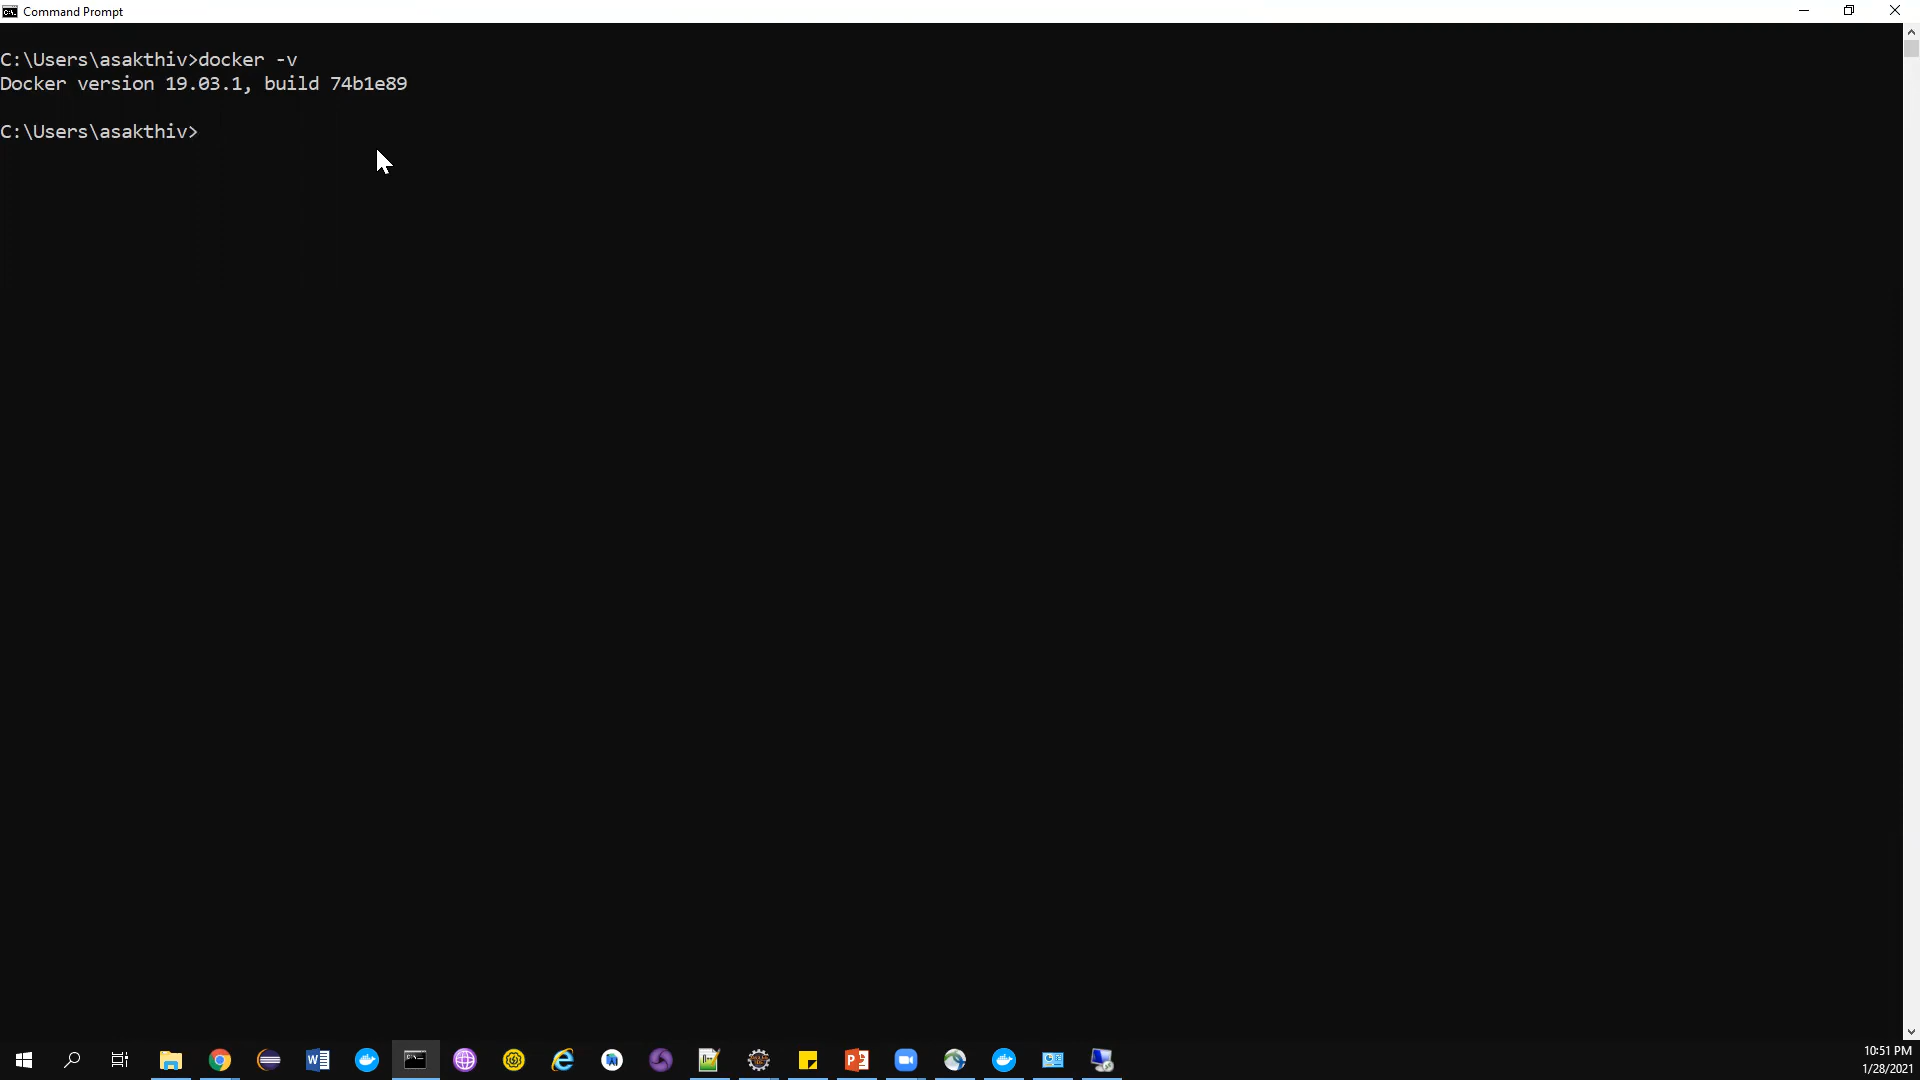 Command Prompt
C:\Users\asakthiv>docker -v
Docker version 19.03.1, build 74b1e89
C:\Users\asakthiv>
10:51 PM
1/28/2021